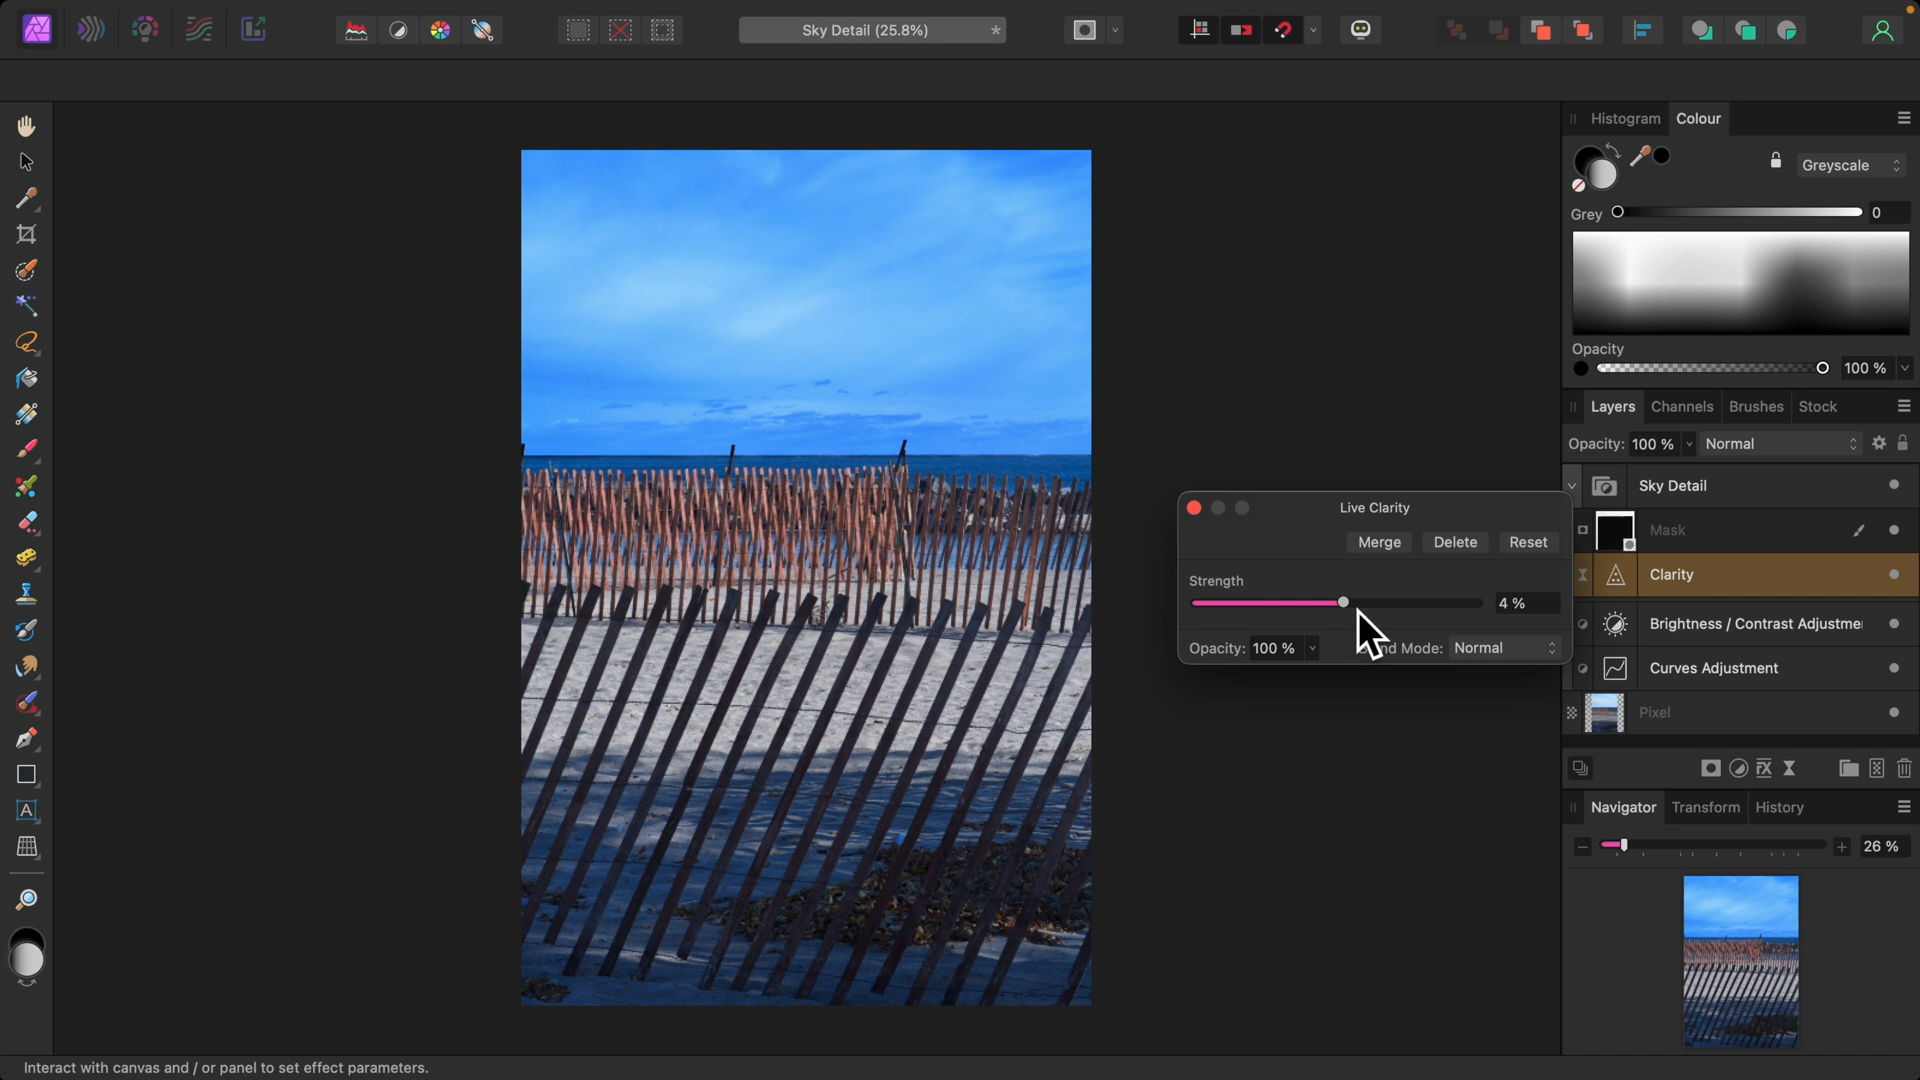 Sky Detail (25.8%) *
Histogram Colour
Greyscale
Grey 0
Opacity
100 %
Layers Channels Brushes Stock
Opacity: 100 % Normal
Sky Detail
Mask
Clarity
Brightness / Contrast Adjustme
Curves Adjustment
Pixel
Live Clarity
Merge Delete Reset
Strength
4 %
Opacity: 100 % nd Mode: Normal
Navigator Transform History
26 %
Interact with canvas and / or panel to set effect parameters.